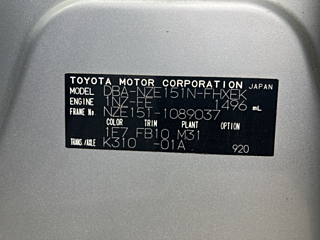 TOYOTA MOTOR CORPORATION JAPAN
MODEL DBA-NZE151N-FHXEK
ENGINE 1NZ-FE 1496 mL
FRAME No NZE151-1089037
COLOR TRIM PLANT OPTION
1E7 FB10 M31
TRANS/AXLE K310 -01A 920